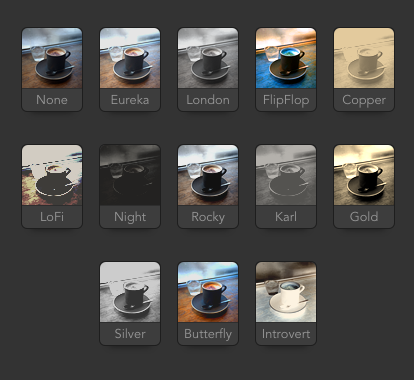 None Eureka London FlipFlop Copper
LoFi Night Rocky Karl Gold
Silver Butterfly Introvert